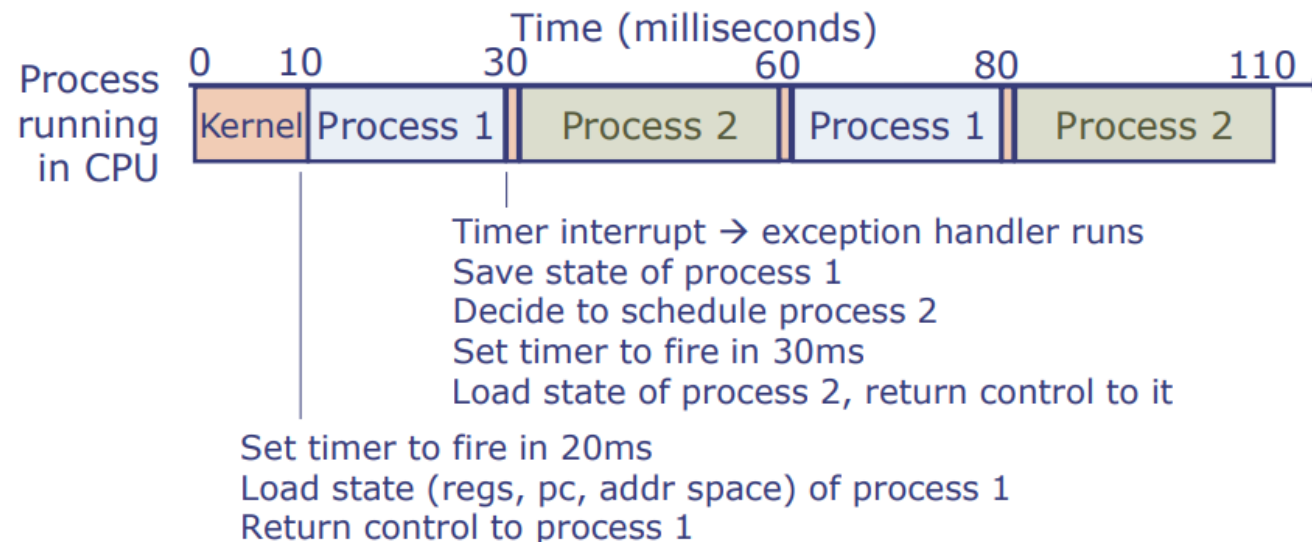 Time (milliseconds)
0 10 30 60 80 110
Process
running
in CPU
Kernel Process 1 Process 2 Process 1 Process 2
Timer interrupt → exception handler runs
Save state of process 1
Decide to schedule process 2
Set timer to fire in 30ms
Load state of process 2, return control to it
Set timer to fire in 20ms
Load state (regs, pc, addr space) of process 1
Return control to process 1